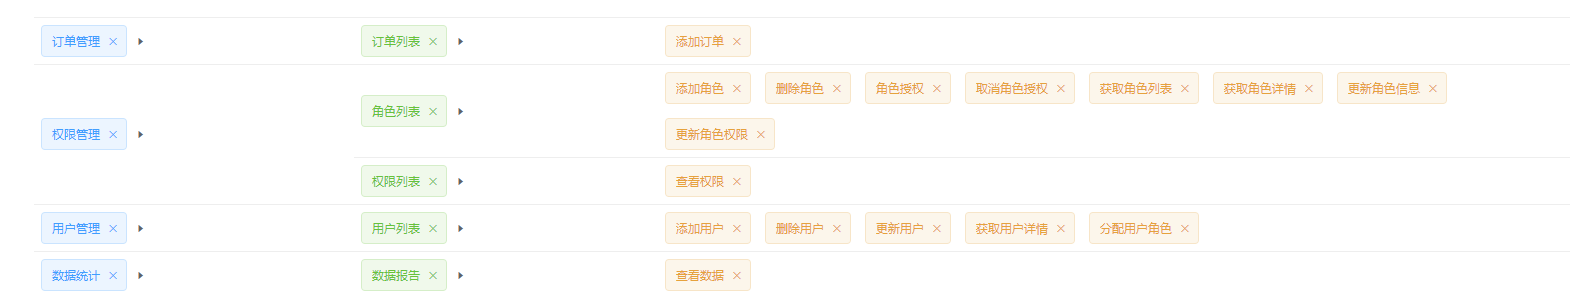 订单管理 订单列表 添加订单
添加角色 删除角色 角色授权 取消角色授权 获取角色列表 获取角色详情 更新角色信息
角色列表
权限管理 更新角色权限
权限列表 查看权限
用户管理 用户列表 添加用户 删除用户 更新用户 获取用户详情 分配用户角色
数据统计 数据报告 查看数据